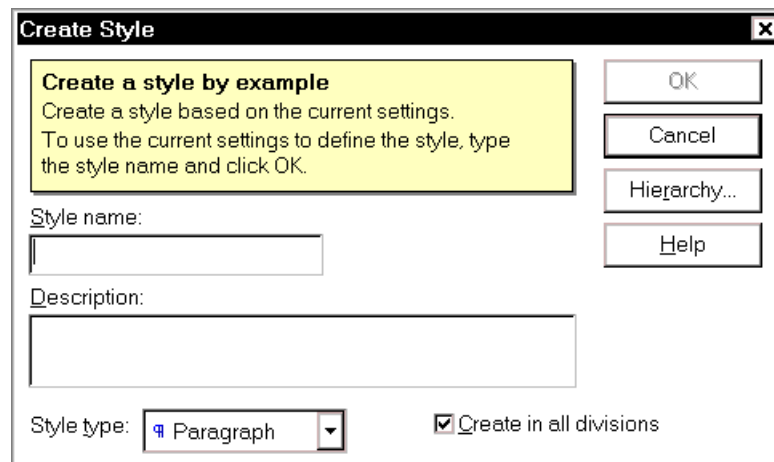 Create Style
Create a style by example
Create a style based on the current settings.
To use the current settings to define the style, type
the style name and click OK.
OK
Cancel
Hierarchy...
Help
Style name:
Description:
Style type:
¶ Paragraph
Create in all divisions